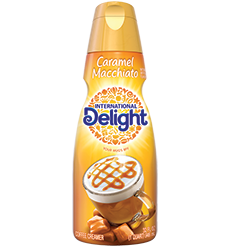 Caramel
Macchiato
INTERNATIONAL
Delight
COFFEE CREAMER